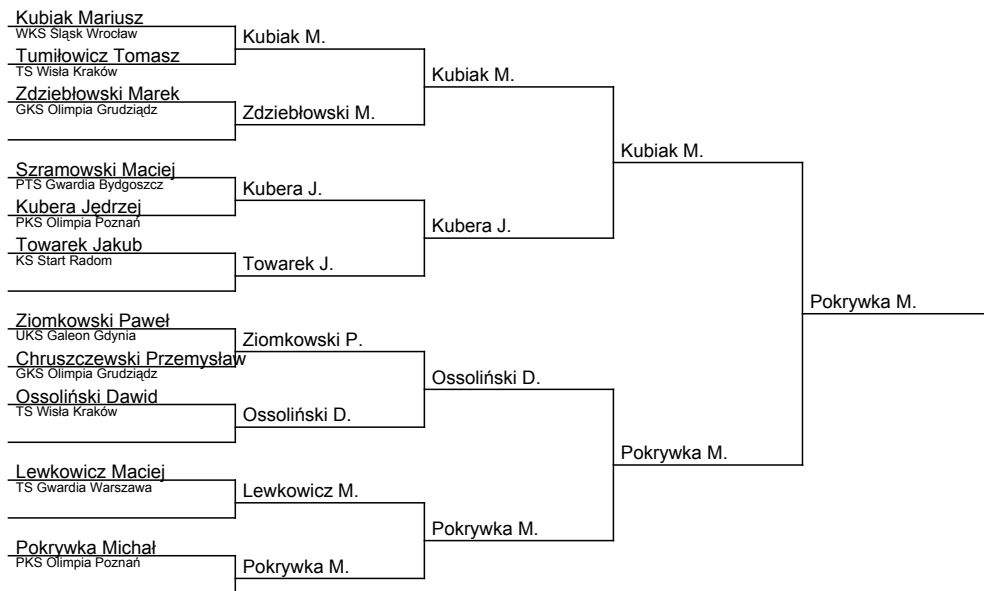 Kubiak Mariusz
WKS Śląsk Wrocław
Kubiak M.
Tumiłowicz Tomasz
TS Wisła Kraków
Kubiak M.
Zdziebłowski Marek
GKS Olimpia Grudziądz
Zdziebłowski M.
Kubiak M.
Szramowski Maciej
PTS Gwardia Bydgoszcz
Kubera J.
Kubera Jędrzej
PKS Olimpia Poznań
Kubera J.
Towarek Jakub
KS Start Radom
Towarek J.
Pokrywka M.
Ziomkowski Paweł
UKS Galeon Gdynia
Ziomkowski P.
Chruszczewski Przemysław
GKS Olimpia Grudziądz
Ossoliński D.
Ossoliński Dawid
TS Wisła Kraków
Ossoliński D.
Pokrywka M.
Lewkowicz Maciej
TS Gwardia Warszawa
Lewkowicz M.
Pokrywka M.
Pokrywka Michał
PKS Olimpia Poznań
Pokrywka M.